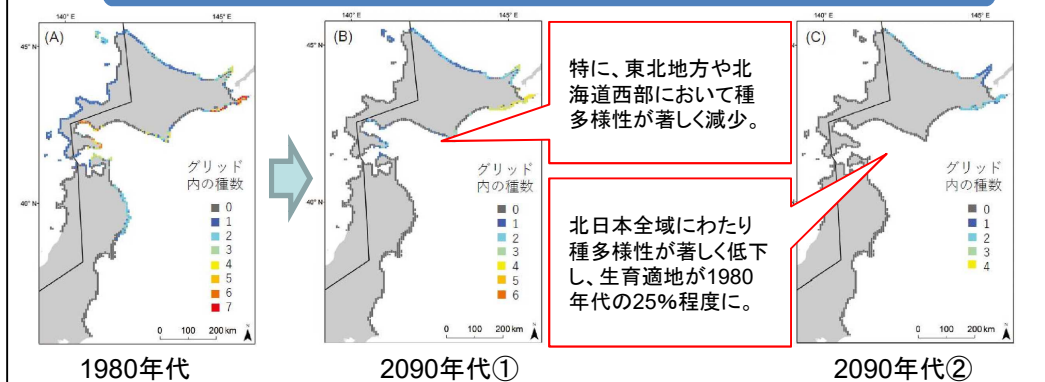 140° E
145° E
(A)
45° N
40° N
グリッド
内の種数
0
1
2
3
4
5
6
7
0 100 200 km
N
1980年代
140° E
145° E
(B)
45° N
40° N
グリッド
内の種数
0
1
2
3
4
5
6
0 100 200 km
N
2090年代①
特に、東北地方や北
海道西部において種
多様性が著しく減少。
北日本全域にわたり
種多様性が著しく低下
し、生育適地が1980
年代の25%程度に。
140° E
145° E
(C)
45° N
40° N
グリッド
内の種数
0
1
2
3
4
0 100 200 km
N
2090年代②